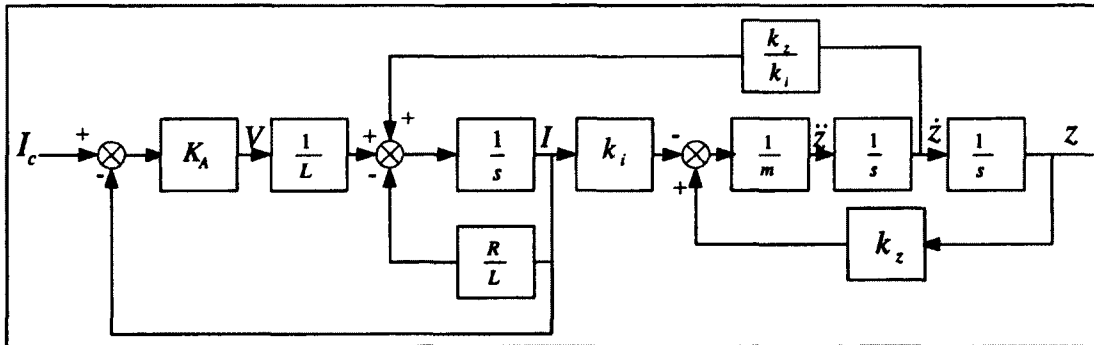 k_z
k_i
+
I_c
+
-
K_A
V
1
L
+
-
1
s
I
k_i
-
+
1
m
z̈
1
s
ż
1
s
z
R
L
k_z